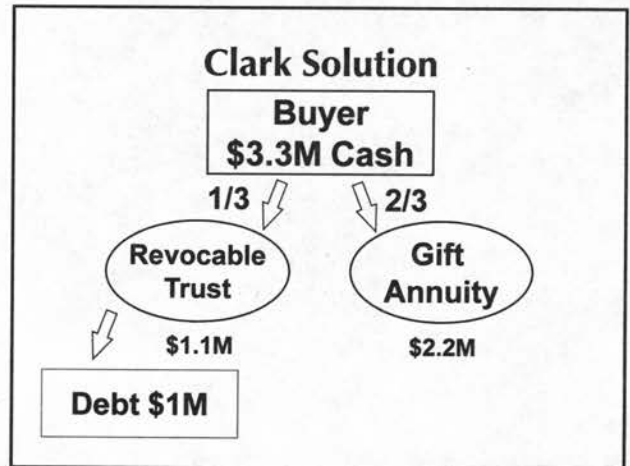 Clark Solution
Buyer
$3.3M Cash
1/3
2/3
Revocable
Trust
Gift
Annuity
$1.1M
$2.2M
Debt $1M